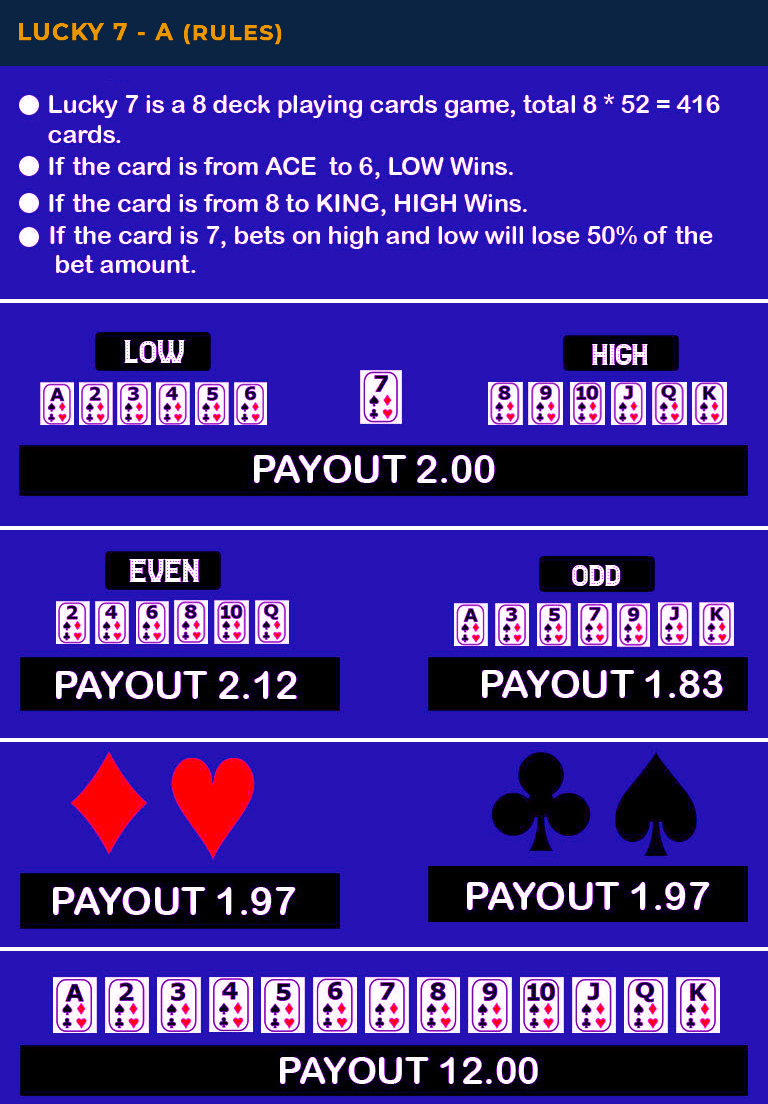 LUCKY 7 - A (RULES)
Lucky 7 is a 8 deck playing cards game, total 8 * 52 = 416
cards.
If the card is from ACE to 6, LOW Wins.
If the card is from 8 to KING, HIGH Wins.
If the card is 7, bets on high and low will lose 50% of the
bet amount.
LOW
HIGH
A 2 3 4 5 6
7
8 9 10 J Q K
PAYOUT 2.00
EVEN
ODD
2 4 6 8 10 Q
A 3 5 7 9 J K
PAYOUT 2.12
PAYOUT 1.83
PAYOUT 1.97
PAYOUT 1.97
A 2 3 4 5 6 7 8 9 10 J Q K
PAYOUT 12.00